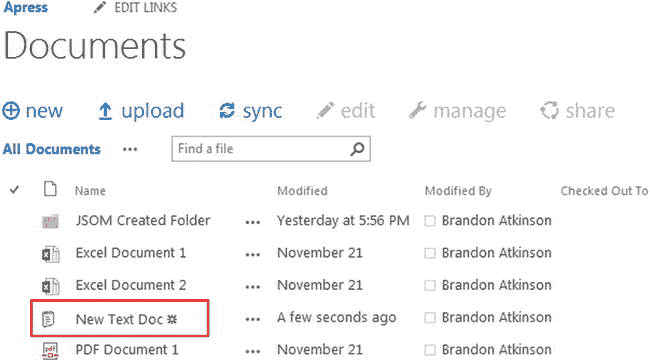 Apress EDIT LINKS
Documents
new upload sync edit manage share
All Documents ... Find a file
Name Modified Modified By Checked Out To
JSOM Created Folder ... Yesterday at 5:56 PM Brandon Atkinson
Excel Document 1 ... November 21 Brandon Atkinson
Excel Document 2 ... November 21 Brandon Atkinson
New Text Doc ... A few seconds ago Brandon Atkinson
PDF Document 1 ... November 21 Brandon Atkinson